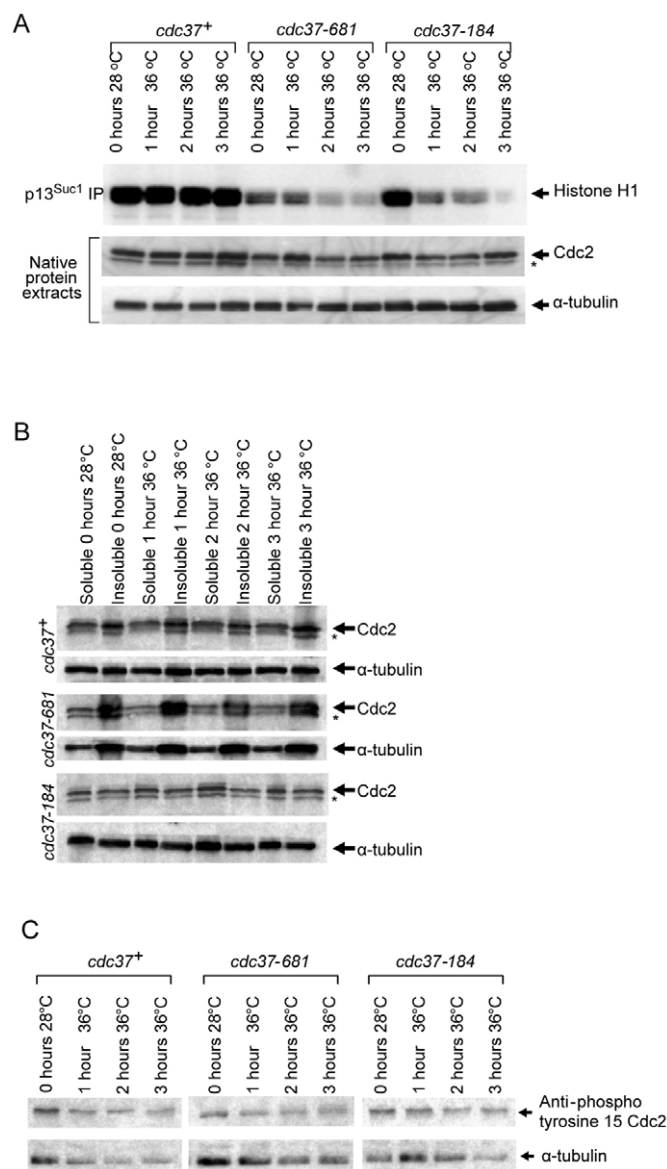 A
cdc37+ cdc37-681 cdc37-184
0 hours 28 °C
1 hour 36 °C
2 hours 36 °C
3 hours 36 °C
0 hours 28 °C
1 hour 36 °C
2 hours 36 °C
3 hours 36 °C
0 hours 28 °C
1 hour 36 °C
2 hours 36 °C
3 hours 36 °C
p13Suc1 IP
Histone H1
Native protein extracts
Cdc2
*
α-tubulin
B
Soluble 0 hours 28°C
Insoluble 0 hours 28°C
Soluble 1 hour 36 °C
Insoluble 1 hour 36 °C
Soluble 2 hour 36 °C
Insoluble 2 hour 36 °C
Soluble 3 hour 36 °C
Insoluble 3 hour 36 °C
cdc37+
Cdc2
*
α-tubulin
cdc37-681
Cdc2
*
α-tubulin
cdc37-184
Cdc2
*
α-tubulin
C
cdc37+ cdc37-681 cdc37-184
0 hours 28°C
1 hour 36°C
2 hours 36°C
3 hours 36°C
0 hours 28°C
1 hour 36°C
2 hours 36°C
3 hours 36°C
0 hours 28°C
1 hour 36°C
2 hours 36°C
3 hours 36°C
Anti-phospho
tyrosine 15 Cdc2
α-tubulin